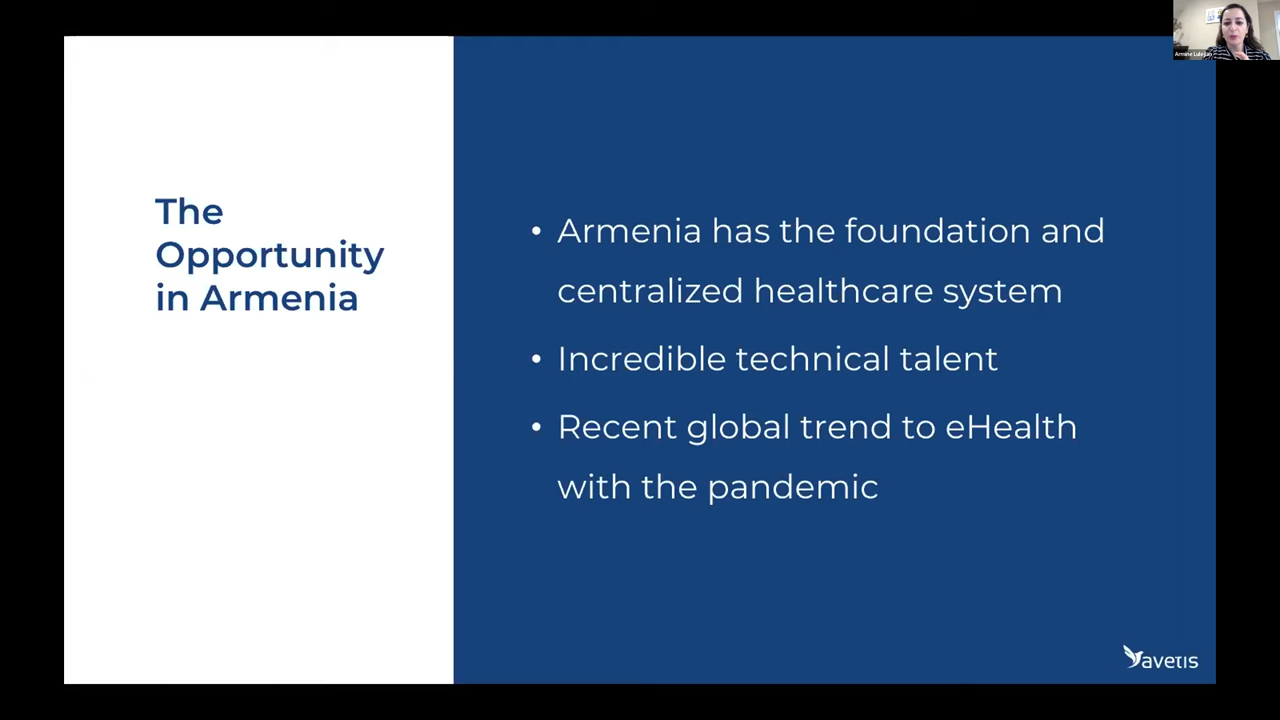 The
Opportunity
in Armenia
• Armenia has the foundation and
centralized healthcare system
• Incredible technical talent
• Recent global trend to eHealth
with the pandemic
avetis